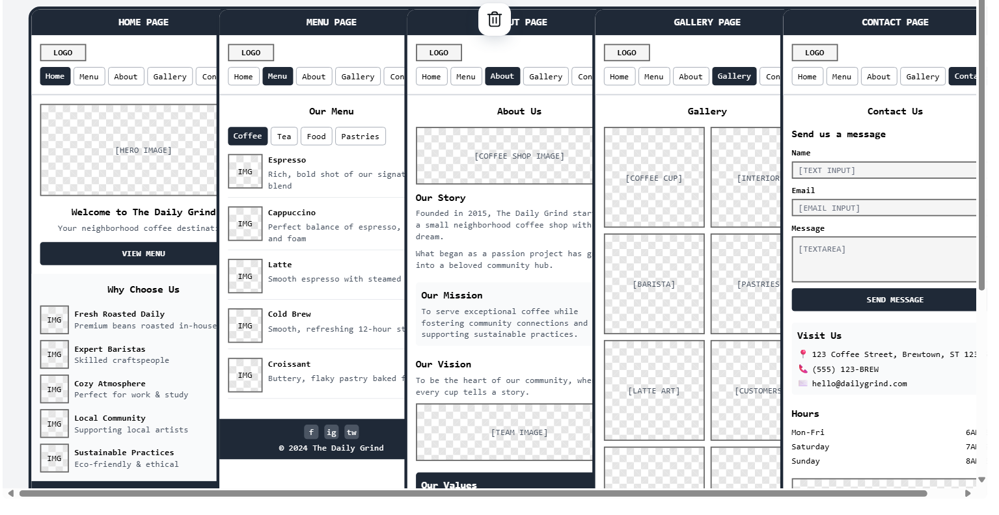 HOME PAGE
LOGO
Home Menu About Gallery Con
[HERO IMAGE]
Welcome to The Daily Grind
Your neighborhood coffee destinati
VIEW MENU
Why Choose Us
IMG
Fresh Roasted Daily
Premium beans roasted in-house
IMG
Expert Baristas
Skilled craftspeople
IMG
Cozy Atmosphere
Perfect for work & study
IMG
Local Community
Supporting local artists
IMG
Sustainable Practices
Eco-friendly & ethical
MENU PAGE
LOGO
Home Menu About Gallery Con
Our Menu
Coffee Tea Food Pastries
IMG
Espresso
Rich, bold shot of our signat
blend
IMG
Cappuccino
Perfect balance of espresso,
and foam
IMG
Latte
Smooth espresso with steamed
IMG
Cold Brew
Smooth, refreshing 12-hour st
IMG
Croissant
Buttery, flaky pastry baked f
f ig tw
© 2024 The Daily Grind
UT PAGE
LOGO
Home Menu About Gallery Con
About Us
[COFFEE SHOP IMAGE]
Our Story
Founded in 2015, The Daily Grind star
a small neighborhood coffee shop with
dream.
What began as a passion project has g
into a beloved community hub.
Our Mission
To serve exceptional coffee while
fostering community connections and
supporting sustainable practices.
Our Vision
To be the heart of our community, whe
every cup tells a story.
[TEAM IMAGE]
Our Values
GALLERY PAGE
LOGO
Home Menu About Gallery Con
Gallery
[COFFEE CUP] [INTERIOR
[BARISTA] [PASTRIES
[LATTE ART] [CUSTOMERS
CONTACT PAGE
LOGO
Home Menu About Gallery Conta
Contact Us
Send us a message
Name
[TEXT INPUT]
Email
[EMAIL INPUT]
Message
[TEXTAREA]
SEND MESSAGE
Visit Us
📍 123 Coffee Street, Brewtown, ST 123
📞 (555) 123-BREW
📧 hello@dailygrind.com
Hours
Mon-Fri 6A
Saturday 7A
Sunday 8A